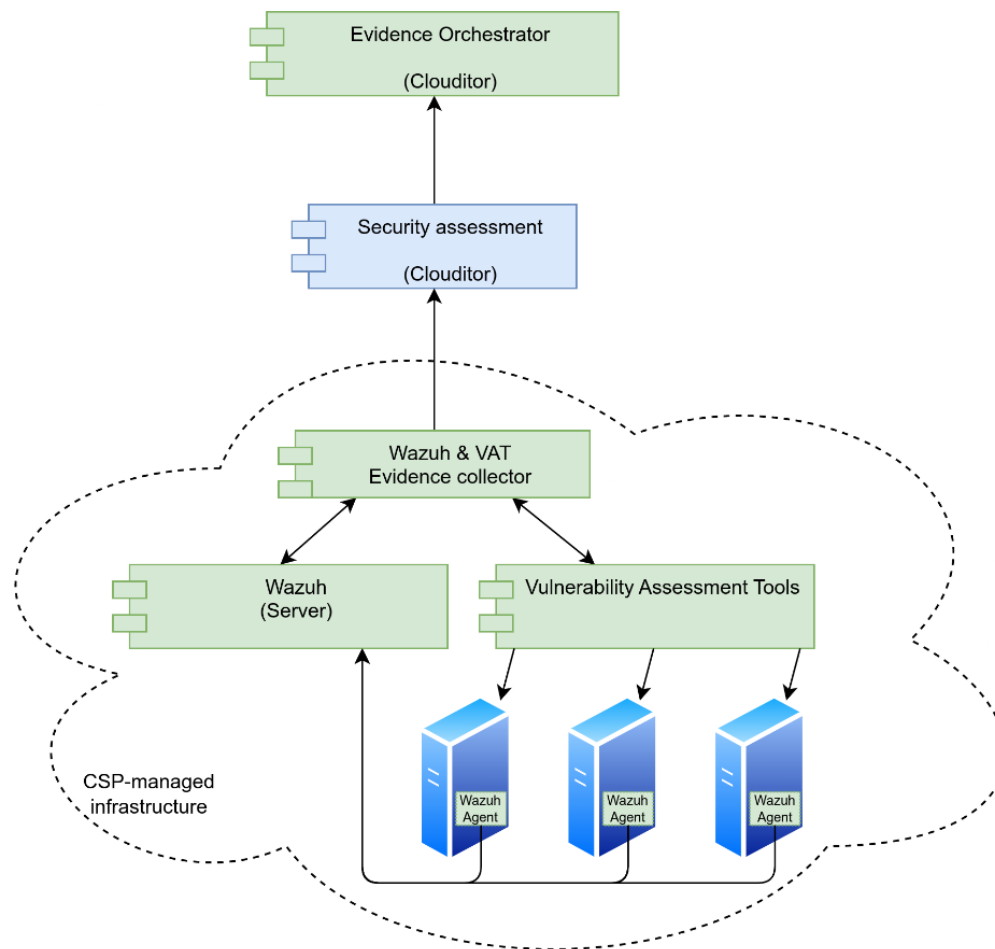 Evidence Orchestrator
(Clouditor)
Security assessment
(Clouditor)
Wazuh & VAT
Evidence collector
Wazuh
(Server)
Vulnerability Assessment Tools
CSP-managed
infrastructure
Wazuh
Agent
Wazuh
Agent
Wazuh
Agent